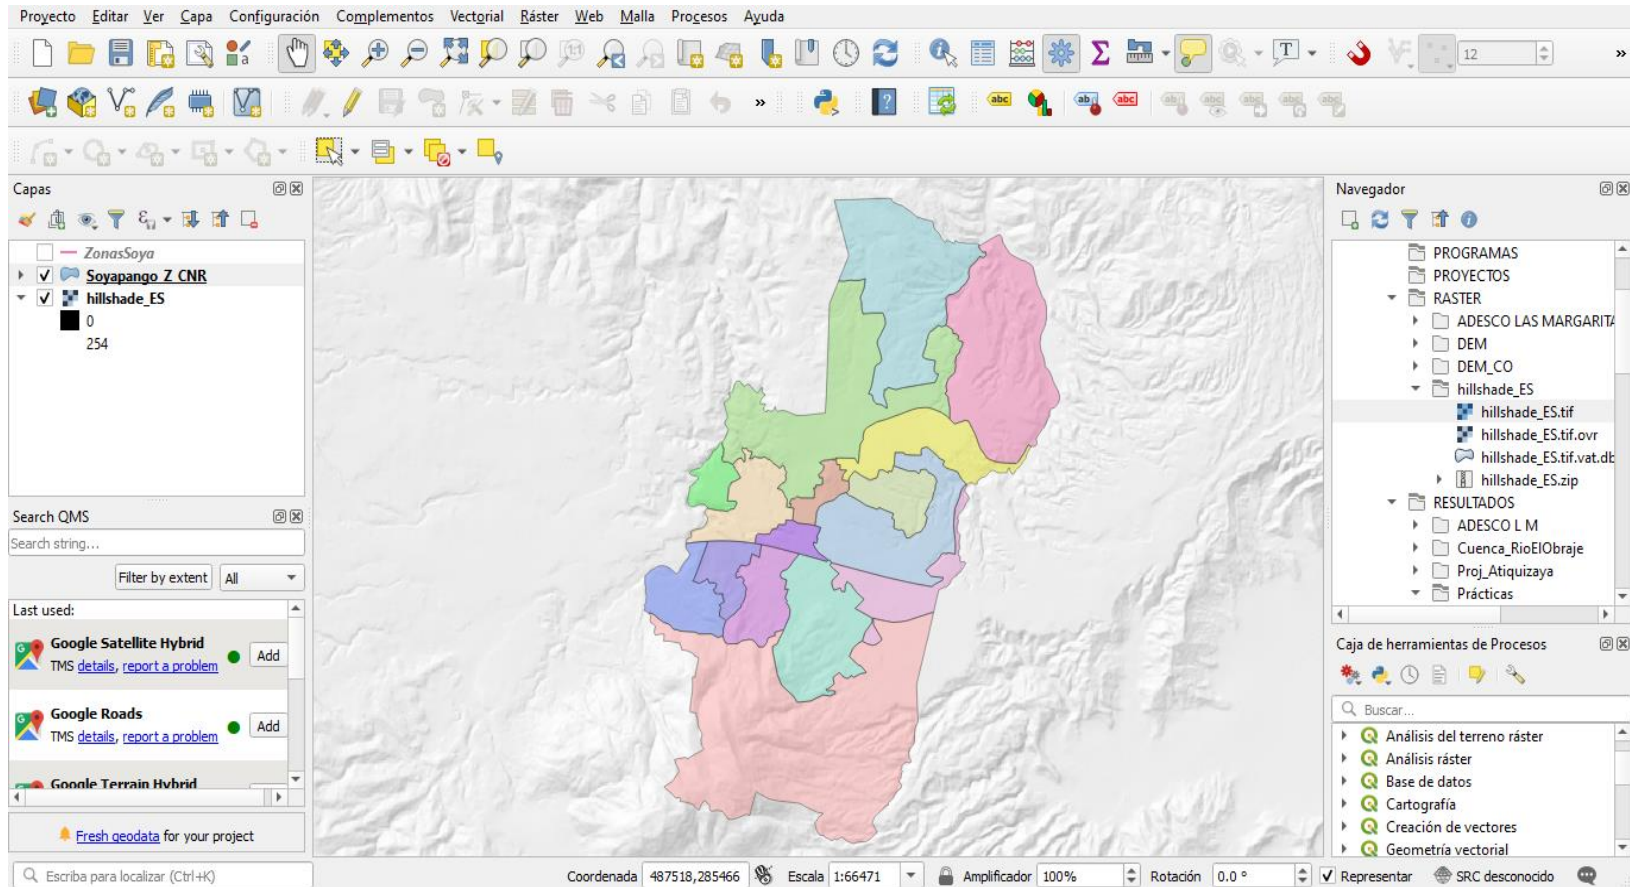 Proyecto Editar Ver Capa Configuración Complementos Vectorial Ráster Web Malla Procesos Ayuda
12
Capas
ZonasSoya
Soyapango_Z_CNR
hillshade_ES
0
254
Search QMS
Search string...
Filter by extent All
Last used:
Google Satellite Hybrid
TMS details, report a problem Add
Google Roads
TMS details, report a problem Add
Google Terrain Hybrid
Fresh geodata for your project
Navegador
PROGRAMAS
PROYECTOS
RASTER
ADESCO LAS MARGARITA
DEM
DEM_CO
hillshade_ES
hillshade_ES.tif
hillshade_ES.tif.ovr
hillshade_ES.tif.vat.db
hillshade_ES.zip
RESULTADOS
ADESCO L M
Cuenca_RioElObraje
Proj_Atiquizaya
Prácticas
Caja de herramientas de Procesos
Buscar...
Análisis del terreno ráster
Análisis ráster
Base de datos
Cartografía
Creación de vectores
Geometría vectorial
Escriba para localizar (Ctrl+K) Coordenada 487518,285466 Escala 1:66471 Amplificador 100% Rotación 0.0 ° Representar SRC desconocido